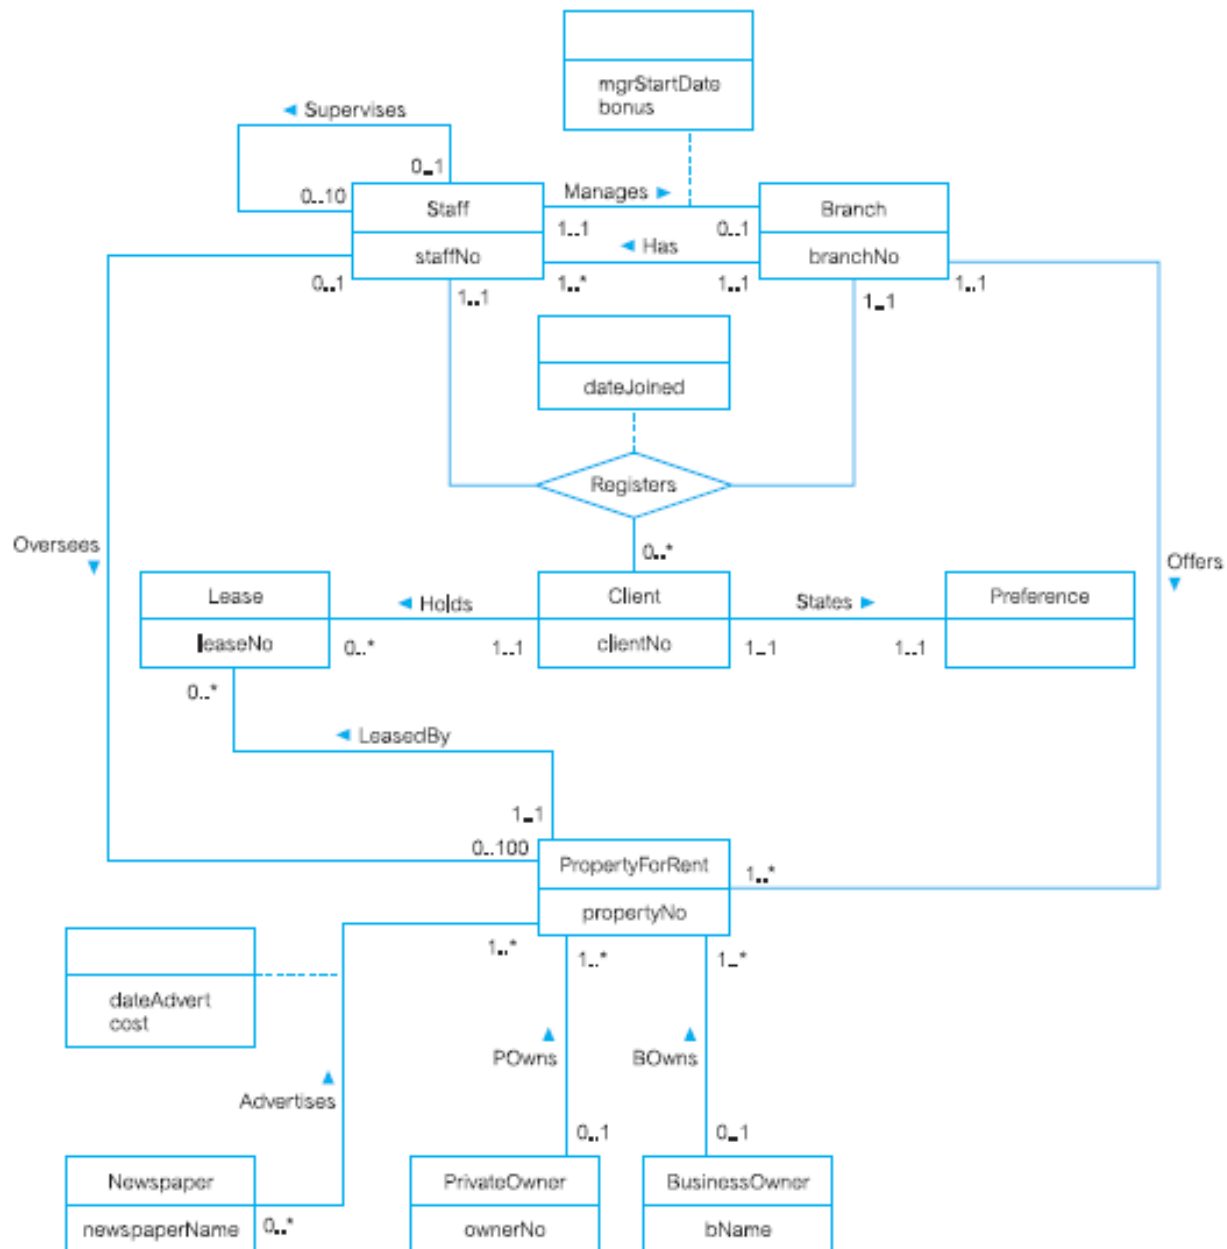 mgrStartDate
bonus
◄ Supervises
0..1
0..10
Staff
staffNo
Manages ►
1..1
0..1
◄ Has
1..*
1..1
Branch
branchNo
0..1
1..1
1..1
1..1
dateJoined
Registers
0..*
Oversees
▼
Offers
▼
Lease
leaseNo
◄ Holds
0..*
1..1
Client
clientNo
States ►
1..1
1..1
Preference
0..*
◄ LeasedBy
1..1
0..100
PropertyForRent
propertyNo
1..*
1..*
1..*
1..*
dateAdvert
cost
▲
POwns
▲
BOwns
▲
Advertises
0..1
0..1
Newspaper
newspaperName
0..*
PrivateOwner
ownerNo
BusinessOwner
bName